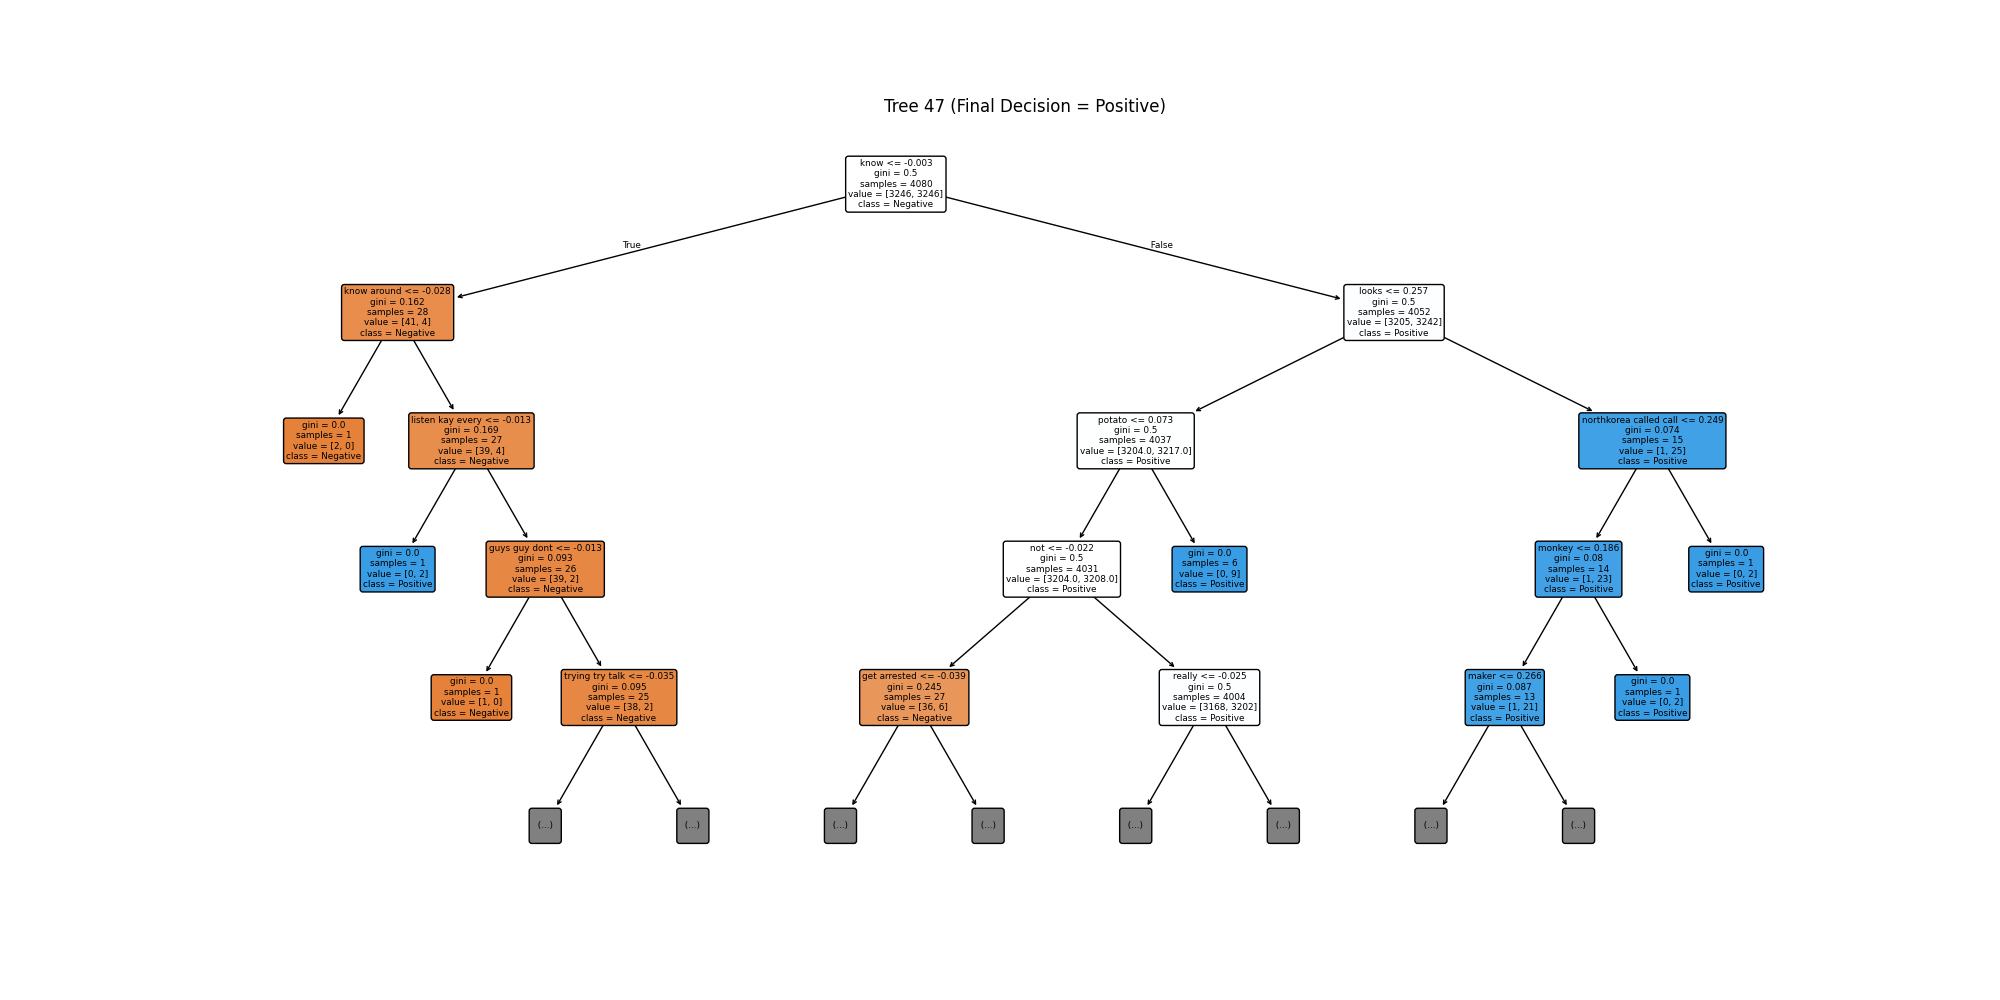 Tree 47 (Final Decision = Positive)
know <= -0.003
gini = 0.5
samples = 4080
value = [3246, 3246]
class = Negative
True
False
know around <= -0.028
gini = 0.162
samples = 28
value = [41, 4]
class = Negative
looks <= 0.257
gini = 0.5
samples = 4052
value = [3205, 3242]
class = Positive
gini = 0.0
samples = 1
value = [2, 0]
class = Negative
listen kay every <= -0.013
gini = 0.169
samples = 27
value = [39, 4]
class = Negative
potato <= 0.073
gini = 0.5
samples = 4037
value = [3204.0, 3217.0]
class = Positive
northkorea called call <= 0.249
gini = 0.074
samples = 15
value = [1, 25]
class = Positive
gini = 0.0
samples = 1
value = [0, 2]
class = Positive
guys guy dont <= -0.013
gini = 0.093
samples = 26
value = [39, 2]
class = Negative
not <= -0.022
gini = 0.5
samples = 4031
value = [3204.0, 3208.0]
class = Positive
gini = 0.0
samples = 6
value = [0, 9]
class = Positive
monkey <= 0.186
gini = 0.08
samples = 14
value = [1, 23]
class = Positive
gini = 0.0
samples = 1
value = [0, 2]
class = Positive
gini = 0.0
samples = 1
value = [1, 0]
class = Negative
trying try talk <= -0.035
gini = 0.095
samples = 25
value = [38, 2]
class = Negative
get arrested <= -0.039
gini = 0.245
samples = 27
value = [36, 6]
class = Negative
really <= -0.025
gini = 0.5
samples = 4004
value = [3168, 3202]
class = Positive
maker <= 0.266
gini = 0.087
samples = 13
value = [1, 21]
class = Positive
gini = 0.0
samples = 1
value = [0, 2]
class = Positive
(...)
(...)
(...)
(...)
(...)
(...)
(...)
(...)